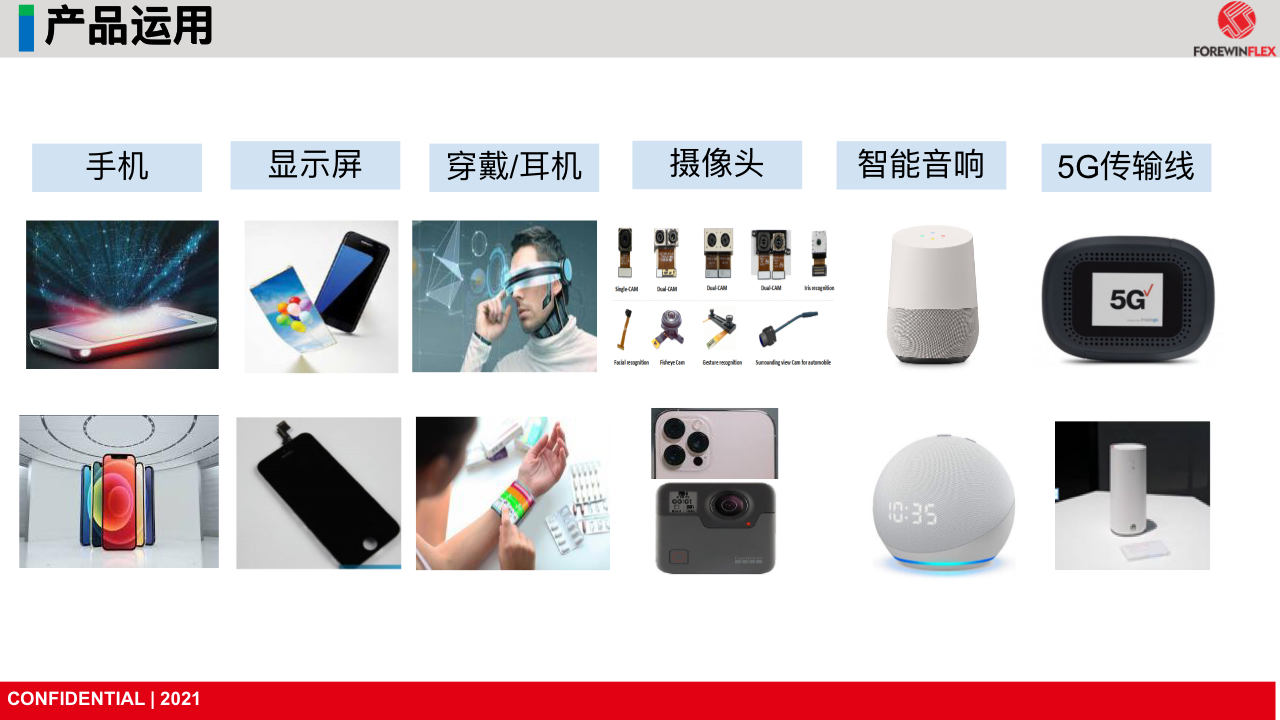 产品运用
FOREWINFLEX
手机
显示屏
穿戴/耳机
摄像头
智能音响
5G传输线
Single-CAM
Dual-CAM
Dual-CAM
Dual-CAM
Iris recognition
Facial recognition
Fisheye Cam
Gesture recognition
Surrounding view Cam for automobile
5G
10:35
CONFIDENTIAL | 2021